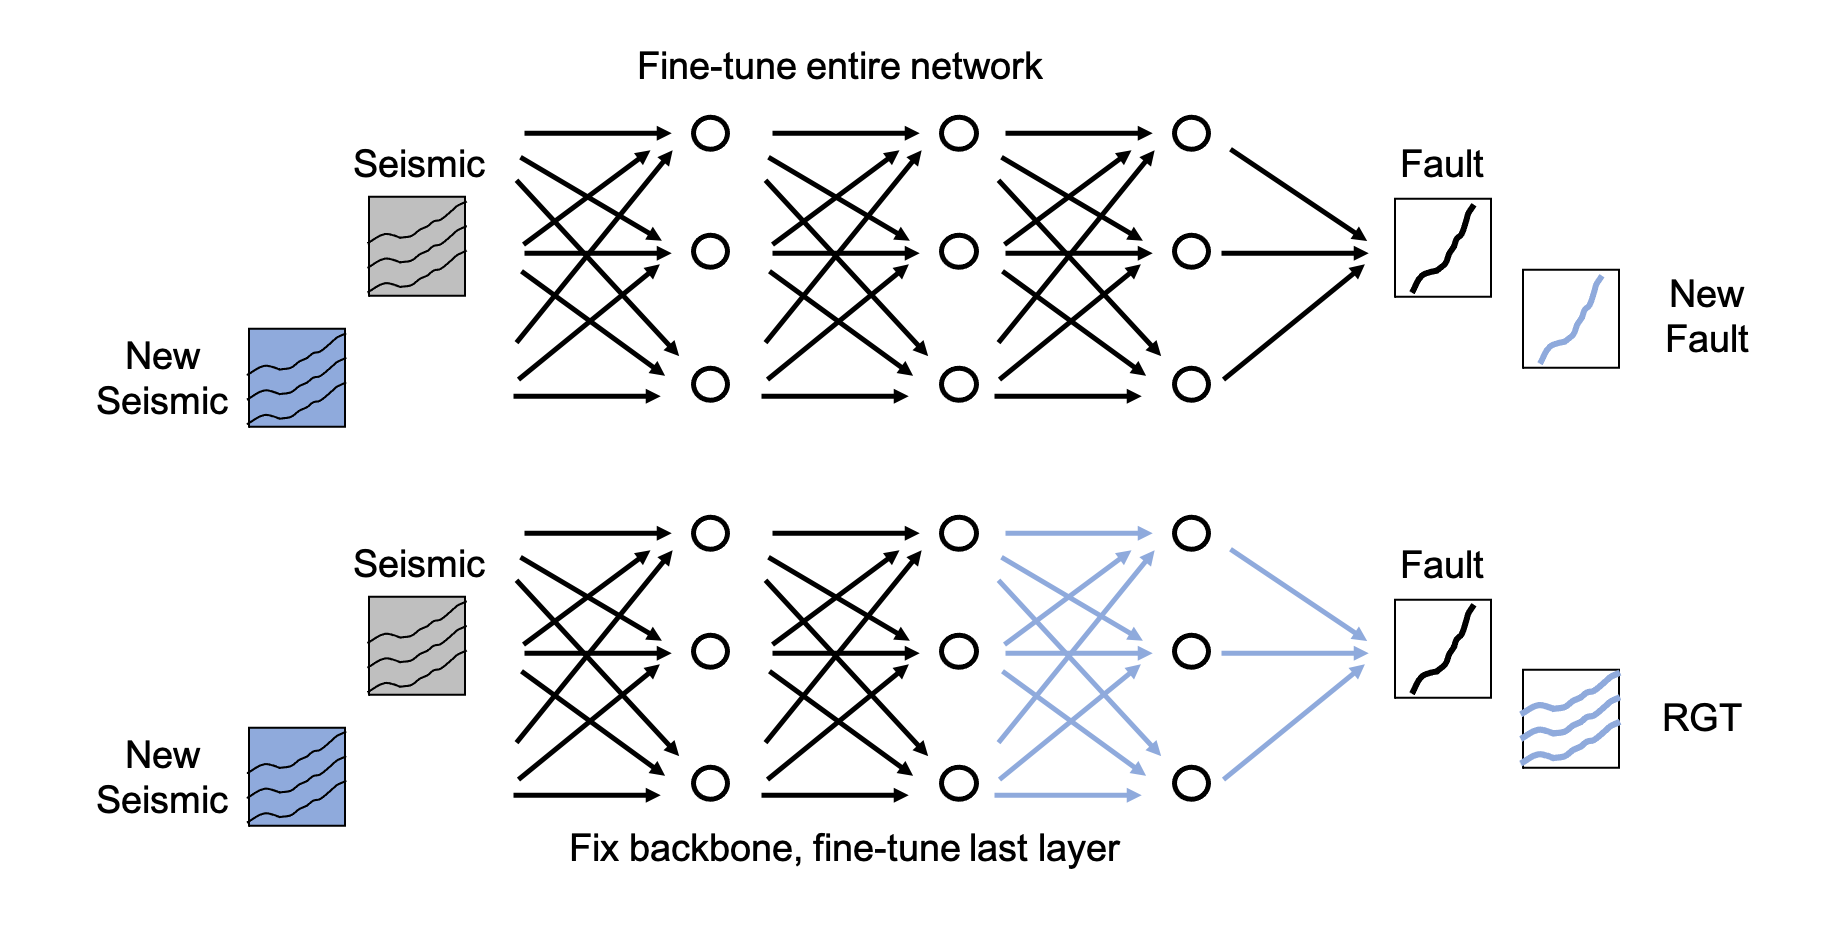 Fine-tune entire network
Seismic
Fault
New
Seismic
New
Fault
Seismic
Fault
New
Seismic
RGT
Fix backbone, fine-tune last layer